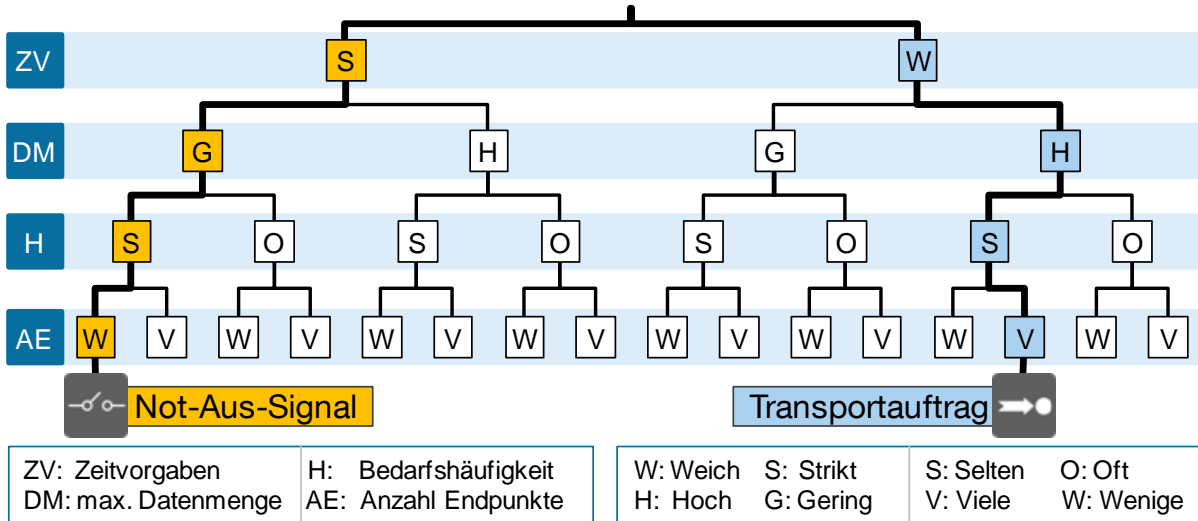 ZV S W
DM G H G H
H S O S O S O S O
AE W V W V W V W V W V W V W V W V
Not-Aus-Signal Transportauftrag
ZV: Zeitvorgaben H: Bedarfshäufigkeit W: Weich S: Strikt S: Selten O: Oft
DM: max. Datenmenge AE: Anzahl Endpunkte H: Hoch G: Gering V: Viele W: Wenige